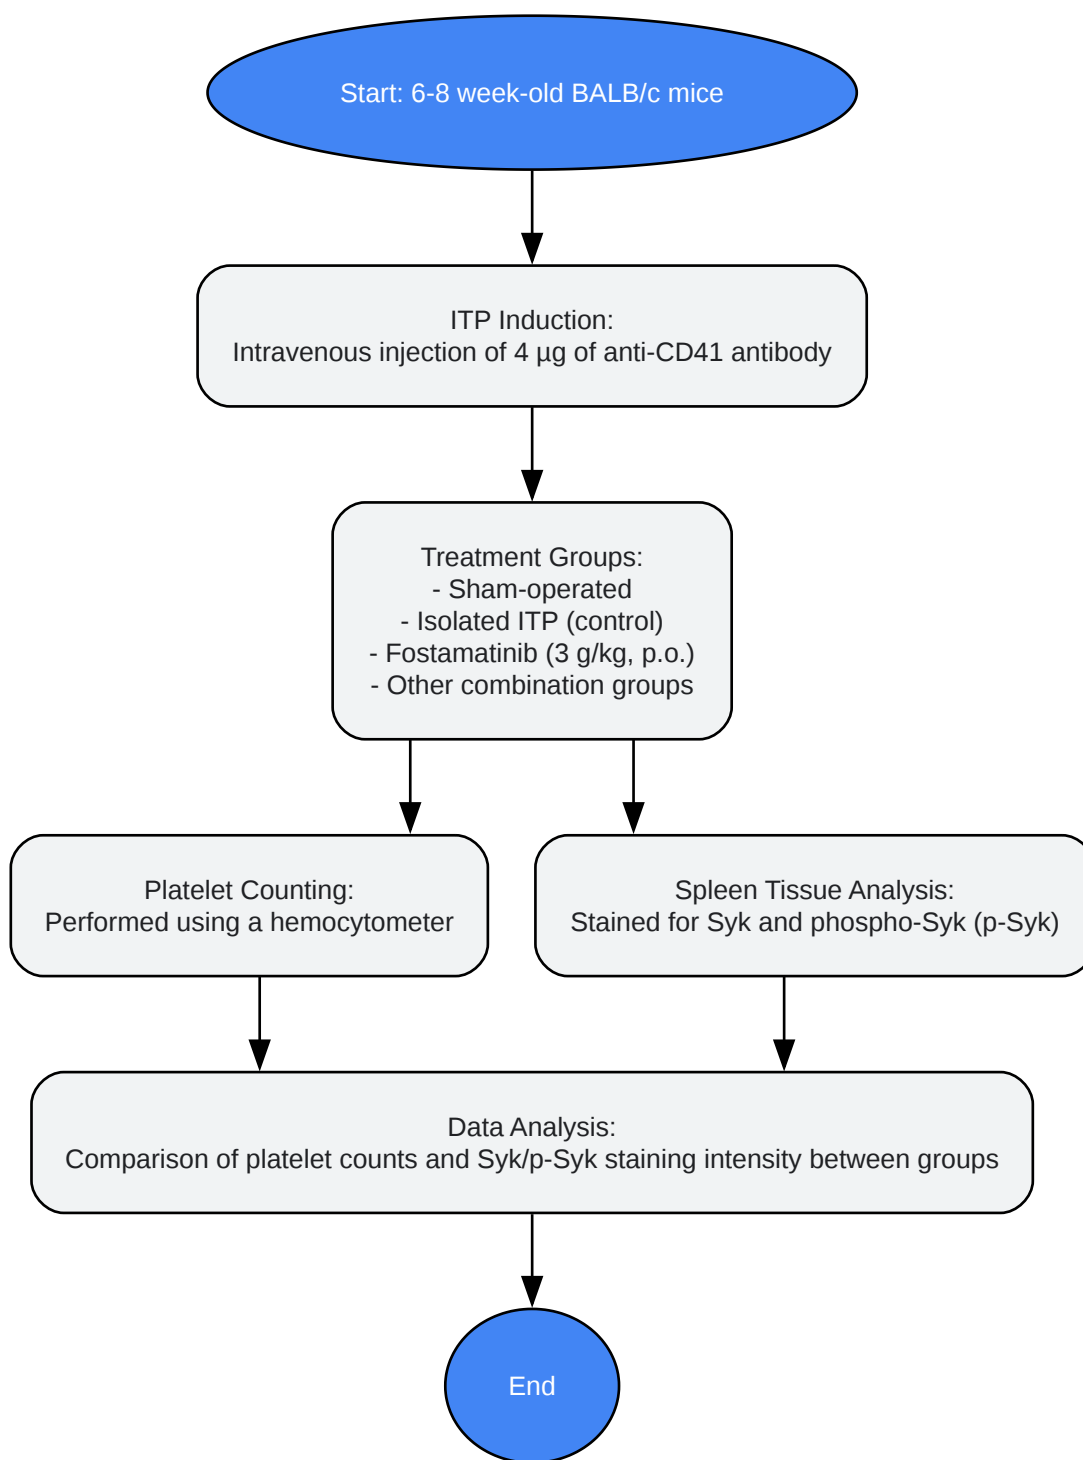 Start: 6-8 week-old BALB/c mice
ITP Induction:
Intravenous injection of 4 µg of anti-CD41 antibody
Treatment Groups:
- Sham-operated
- Isolated ITP (control)
- Fostamatinib (3 g/kg, p.o.)
- Other combination groups
Platelet Counting:
Performed using a hemocytometer
Spleen Tissue Analysis:
Stained for Syk and phospho-Syk (p-Syk)
Data Analysis:
Comparison of platelet counts and Syk/p-Syk staining intensity between groups
End